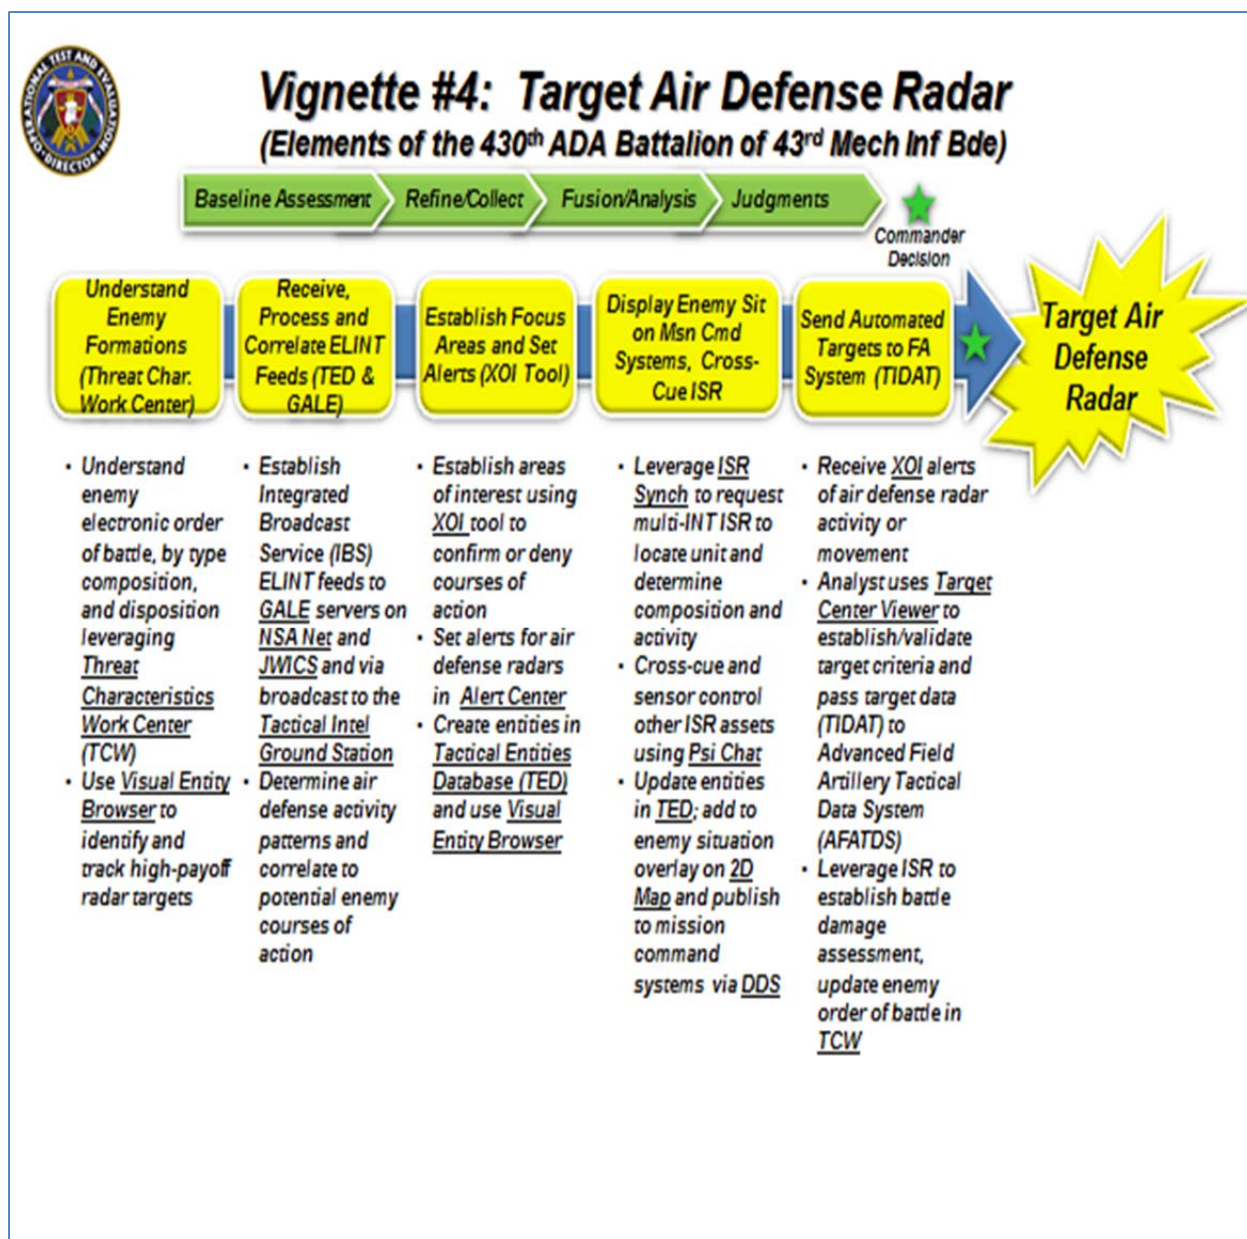 OPERATIONAL TEST AND EVALUATION
DIRECTOR
Vignette #4: Target Air Defense Radar
(Elements of the 430th ADA Battalion of 43rd Mech Inf Bde)
Baseline Assessment
Refine/Collect
Fusion/Analysis
Judgments
Commander
Decision
Understand
Enemy
Formations
(Threat Char.
Work Center)
Receive,
Process and
Correlate ELINT
Feeds (TED &
GALE)
Establish Focus
Areas and Set
Alerts (XOI Tool)
Display Enemy Sit
on Msn Cmd
Systems, Cross-
Cue ISR
Send Automated
Targets to FA
System (TIDAT)
Target Air
Defense
Radar
• Understand
enemy
electronic order
of battle, by type
composition,
and disposition
leveraging
Threat
Characteristics
Work Center
(TCW)
• Use Visual Entity
Browser to
identify and
track high-payoff
radar targets
• Establish
Integrated
Broadcast
Service (IBS)
ELINT feeds to
GALE servers on
NSA Net and
JWICS and via
broadcast to the
Tactical Intel
Ground Station
• Determine air
defense activity
patterns and
correlate to
potential enemy
courses of
action
• Establish areas
of interest using
XOI tool to
confirm or deny
courses of
action
• Set alerts for air
defense radars
in Alert Center
• Create entities in
Tactical Entities
Database (TED)
and use Visual
Entity Browser
• Leverage ISR
Synch to request
multi-INT ISR to
locate unit and
determine
composition and
activity
• Cross-cue and
sensor control
other ISR assets
using Psi Chat
• Update entities
in TED; add to
enemy situation
overlay on 2D
Map and publish
to mission
command
systems via DDS
• Receive XOI alerts
of air defense radar
activity or
movement
• Analyst uses Target
Center Viewer to
establish/validate
target criteria and
pass target data
(TIDAT) to
Advanced Field
Artillery Tactical
Data System
(AFATDS)
• Leverage ISR to
establish battle
damage
assessment,
update enemy
order of battle in
TCW